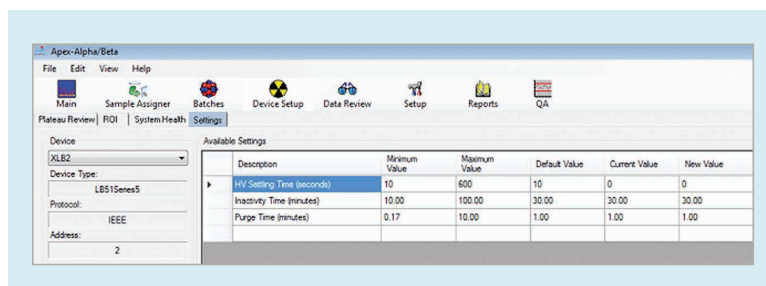 Apex-Alpha/Beta
File Edit View Help
Main Sample Assigner Batches Device Setup Data Review Setup Reports QA
Plateau Review ROI System Health Settings
Device
XLB2
Device Type:
LB51Series5
Protocol:
IEEE
Address:
2
Available Settings
Description Minimum Value Maximum Value Default Value Current Value New Value
HV Settling Time (seconds) 10 600 10 0 0
Inactivity Time (minutes) 10.00 100.00 30.00 30.00 30.00
Purge Time (minutes) 0.17 10.00 1.00 1.00 1.00